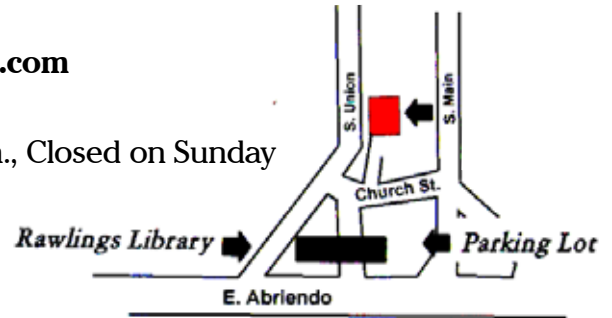 .com
., Closed on Sunday
S. Union
S. Main
Church St.
Rawlings Library
Parking Lot
E. Abriendo